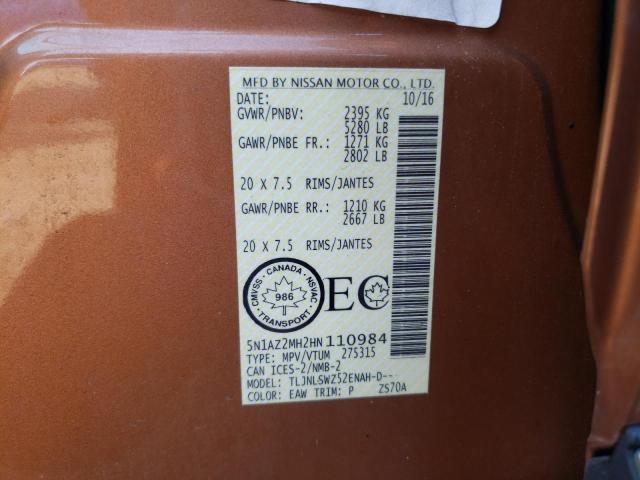 MFD BY NISSAN MOTOR CO., LTD.
DATE: 10/16
GVWR/PNBV: 2395 KG
5280 LB
GAWR/PNBE FR.: 1271 KG
2802 LB
20 X 7.5 RIMS/JANTES
GAWR/PNBE RR.: 1210 KG
2667 LB
20 X 7.5 RIMS/JANTES
CANADA
CMVSS - NSVAC
986
TRANSPORT
EC
5N1AZ2MH2HN110984
TYPE: MPV/VTUM 275315
CAN ICES-2/NMB-2
MODEL: TLJNLSWZ52ENAH-D---
COLOR: EAW TRIM: P ZS70A